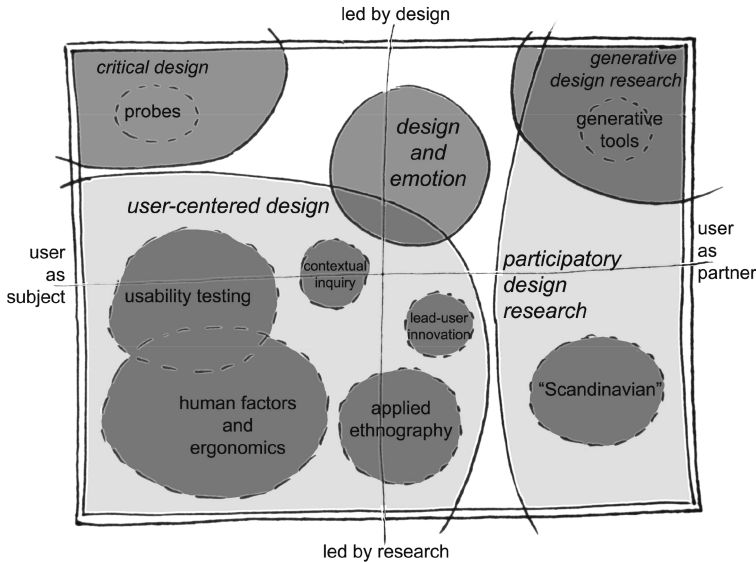 led by design
critical design
probes
generative
design research
generative
tools
design
and
emotion
user-centered design
user
as
subject
user
as
partner
participatory
design
research
contextual
inquiry
usability testing
lead-user
innovation
"Scandinavian"
human factors
and
ergonomics
applied
ethnography
led by research